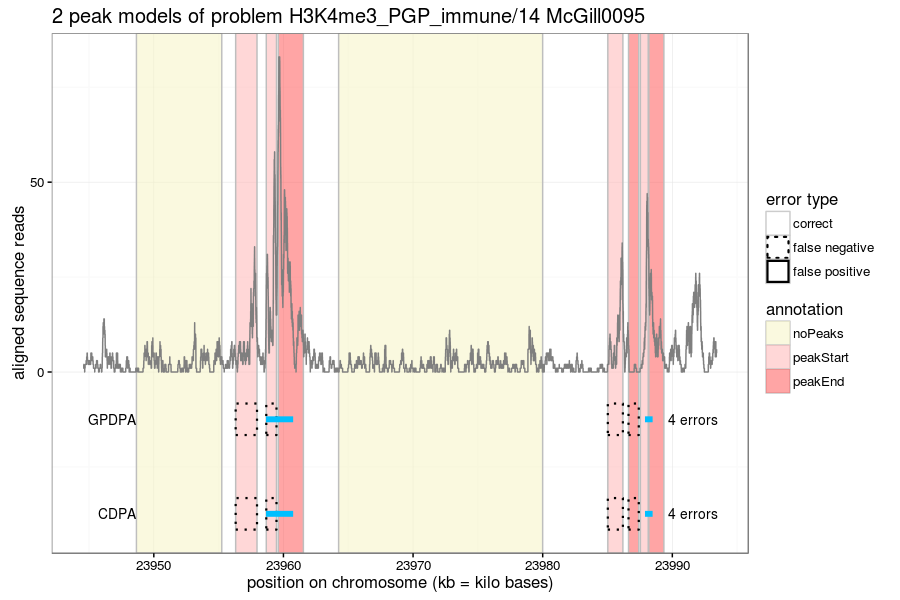 2 peak models of problem H3K4me3_PGP_immune/14 McGill0095
aligned sequence reads
50
0
GPDPA
4 errors
CDPA
4 errors
23950
23960
23970
23980
23990
position on chromosome (kb = kilo bases)
error type
correct
false negative
false positive
annotation
noPeaks
peakStart
peakEnd